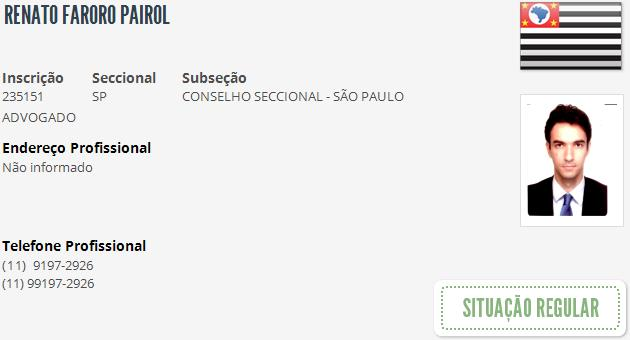 RENATO FARORO PAIROL
Inscrição Seccional Subseção
235151 SP CONSELHO SECCIONAL - SÃO PAULO
ADVOGADO
Endereço Profissional
Não informado
Telefone Profissional
(11) 9197-2926
(11) 99197-2926
SITUAÇÃO REGULAR